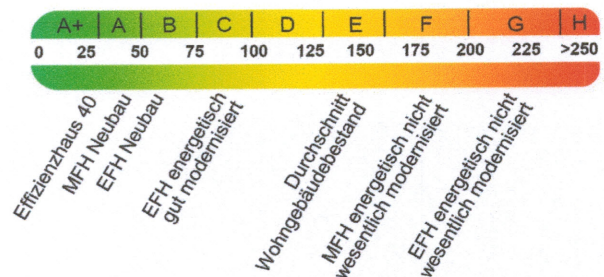 A+ A B C D E F G H
0 25 50 75 100 125 150 175 200 225 >250
Effizienzhaus 40
MFH Neubau
EFH Neubau
EFH energetisch
gut modernisiert
Durchschnitt
Wohngebäudebestand
MFH energetisch nicht
wesentlich modernisiert
EFH energetisch nicht
wesentlich modernisiert